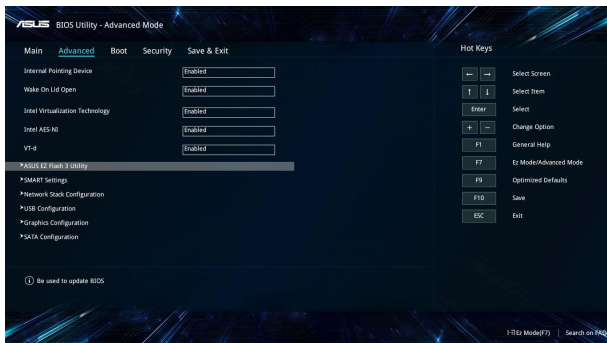 ASUS BIOS Utility - Advanced Mode
Main Advanced Boot Security Save & Exit
Internal Pointing Device Enabled
Wake On Lid Open Enabled
Intel Virtualization Technology Enabled
Intel AES-NI Enabled
VT-d Enabled
>ASUS EZ Flash 3 Utility
>SMART Settings
>Network Stack Configuration
>USB Configuration
>Graphics Configuration
>SATA Configuration
i Be used to update BIOS
Hot Keys
← → Select Screen
↑ ↓ Select Item
Enter Select
+ − Change Option
F1 General Help
F7 Ez Mode/Advanced Mode
F9 Optimized Defaults
F10 Save
ESC Exit
Ez Mode(F7) | Search on FAQ